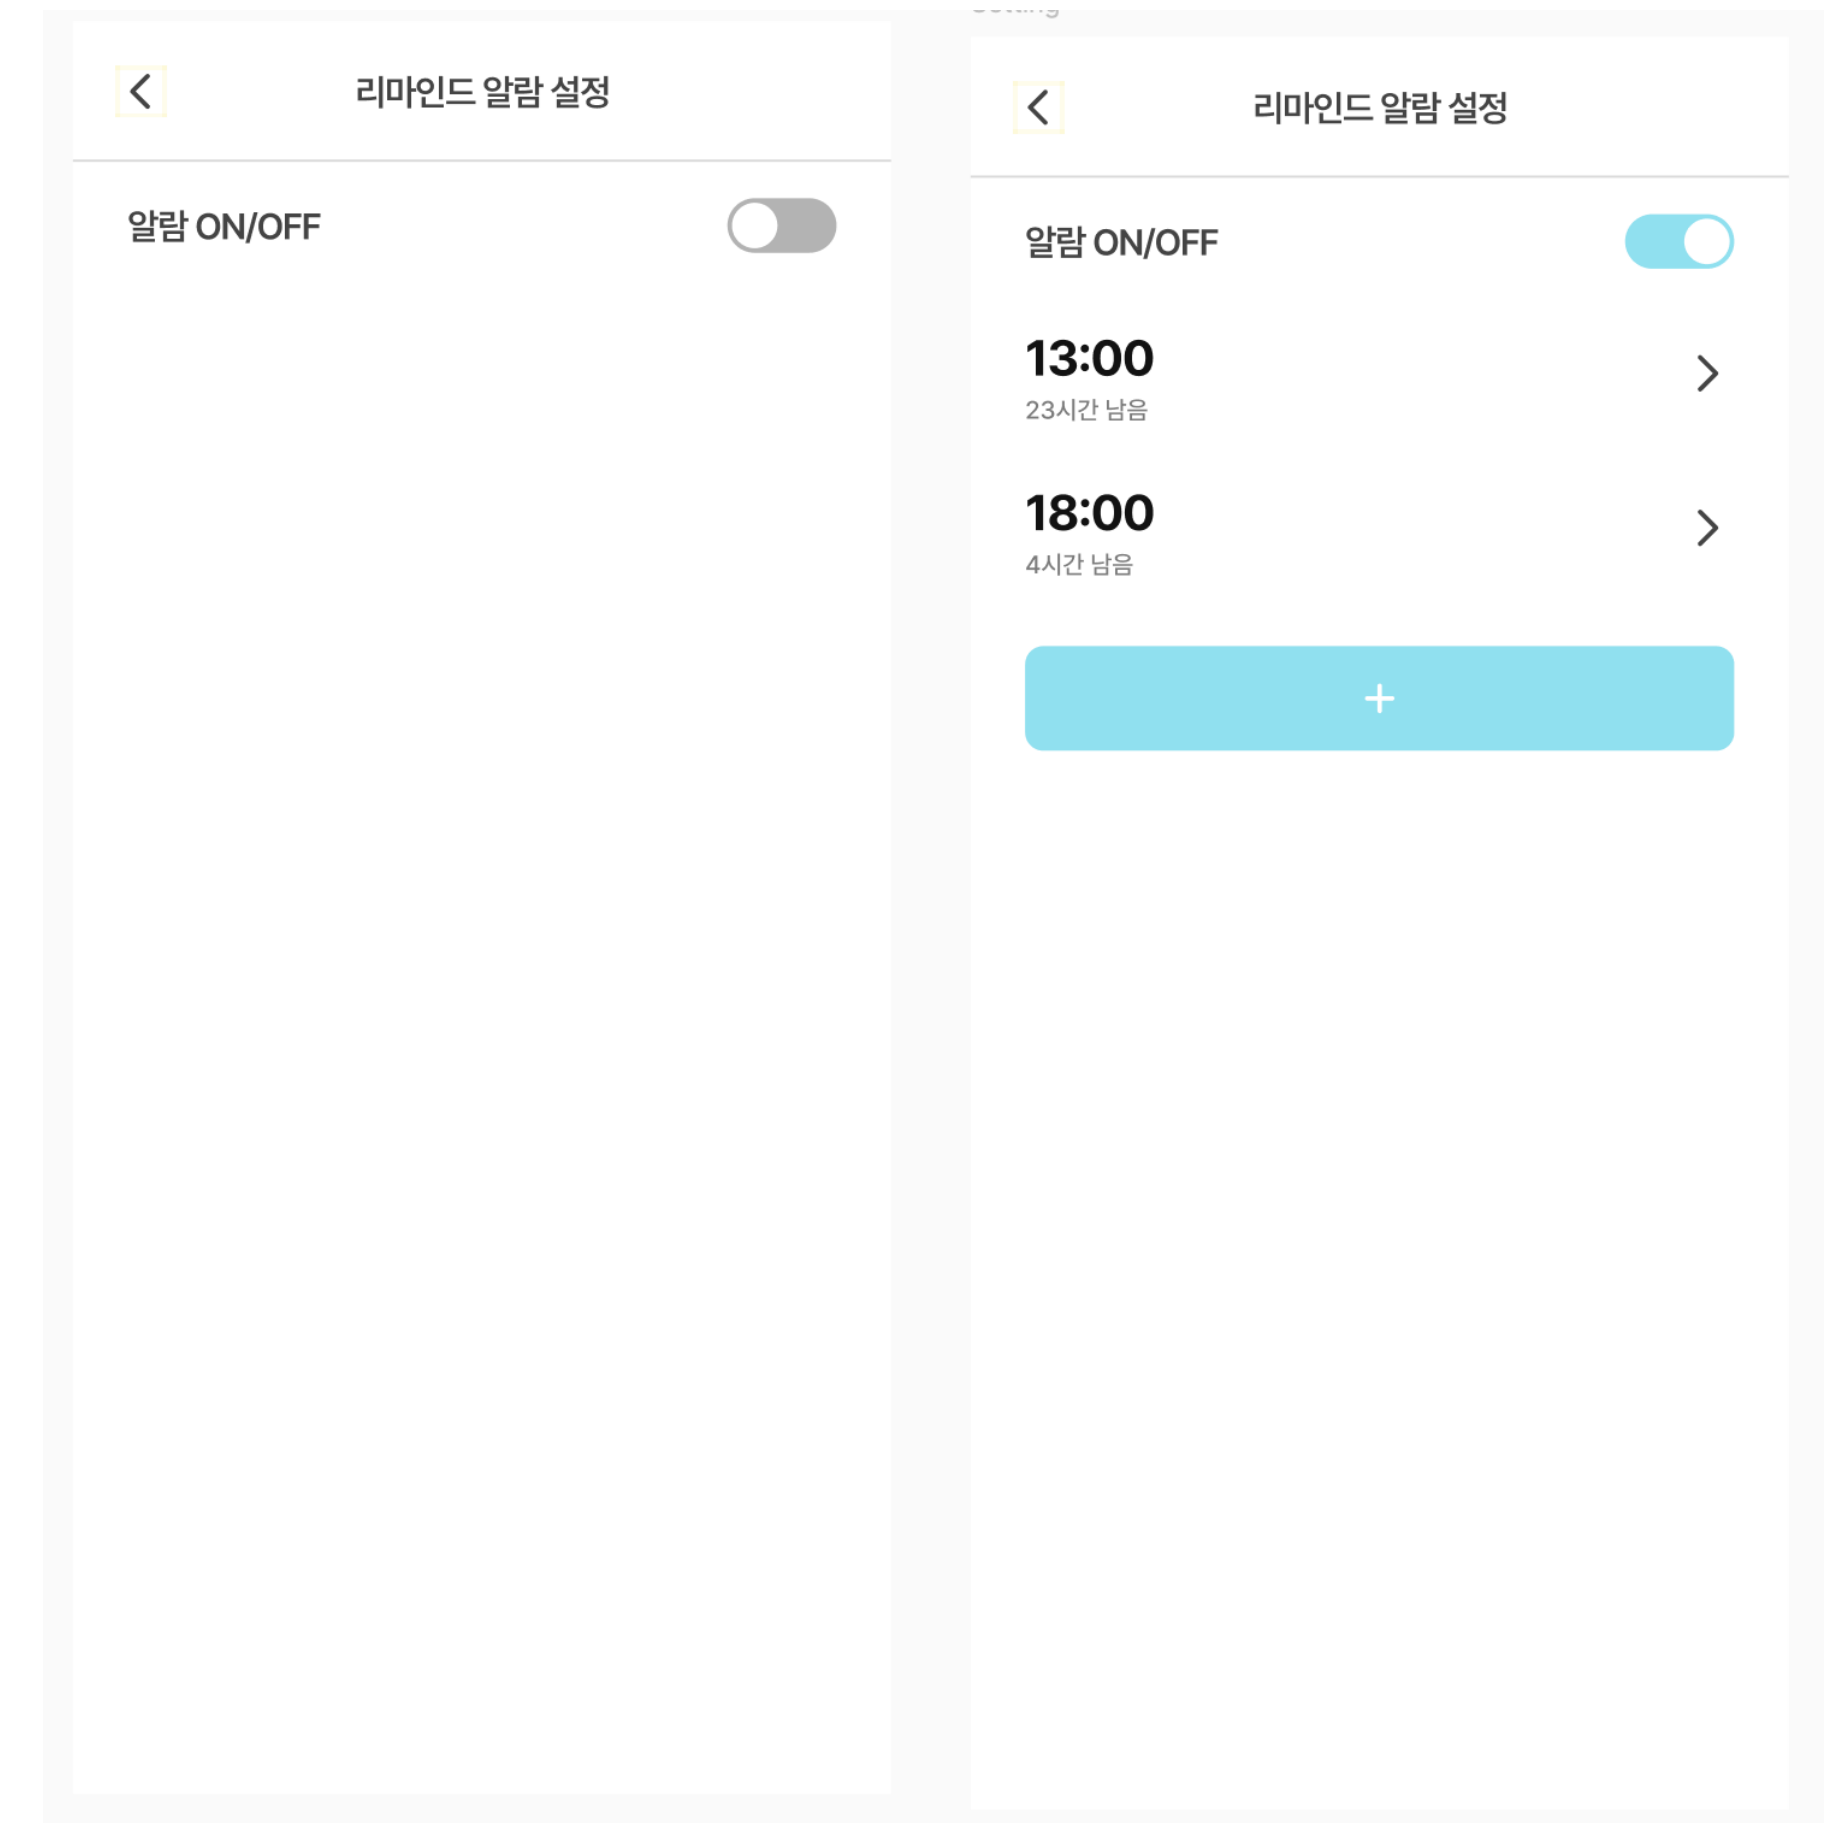 리마인드 알람 설정
알람 ON/OFF
Setting
리마인드 알람 설정
알람 ON/OFF
13:00
23시간 남음
18:00
4시간 남음
+